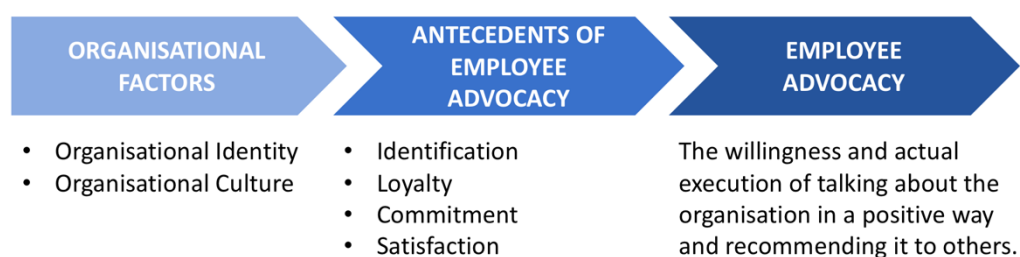 ORGANISATIONAL
FACTORS
ANTECEDENTS OF
EMPLOYEE
ADVOCACY
EMPLOYEE
ADVOCACY
• Organisational Identity
• Organisational Culture
• Identification
• Loyalty
• Commitment
• Satisfaction
The willingness and actual
execution of talking about the
organisation in a positive way
and recommending it to others.